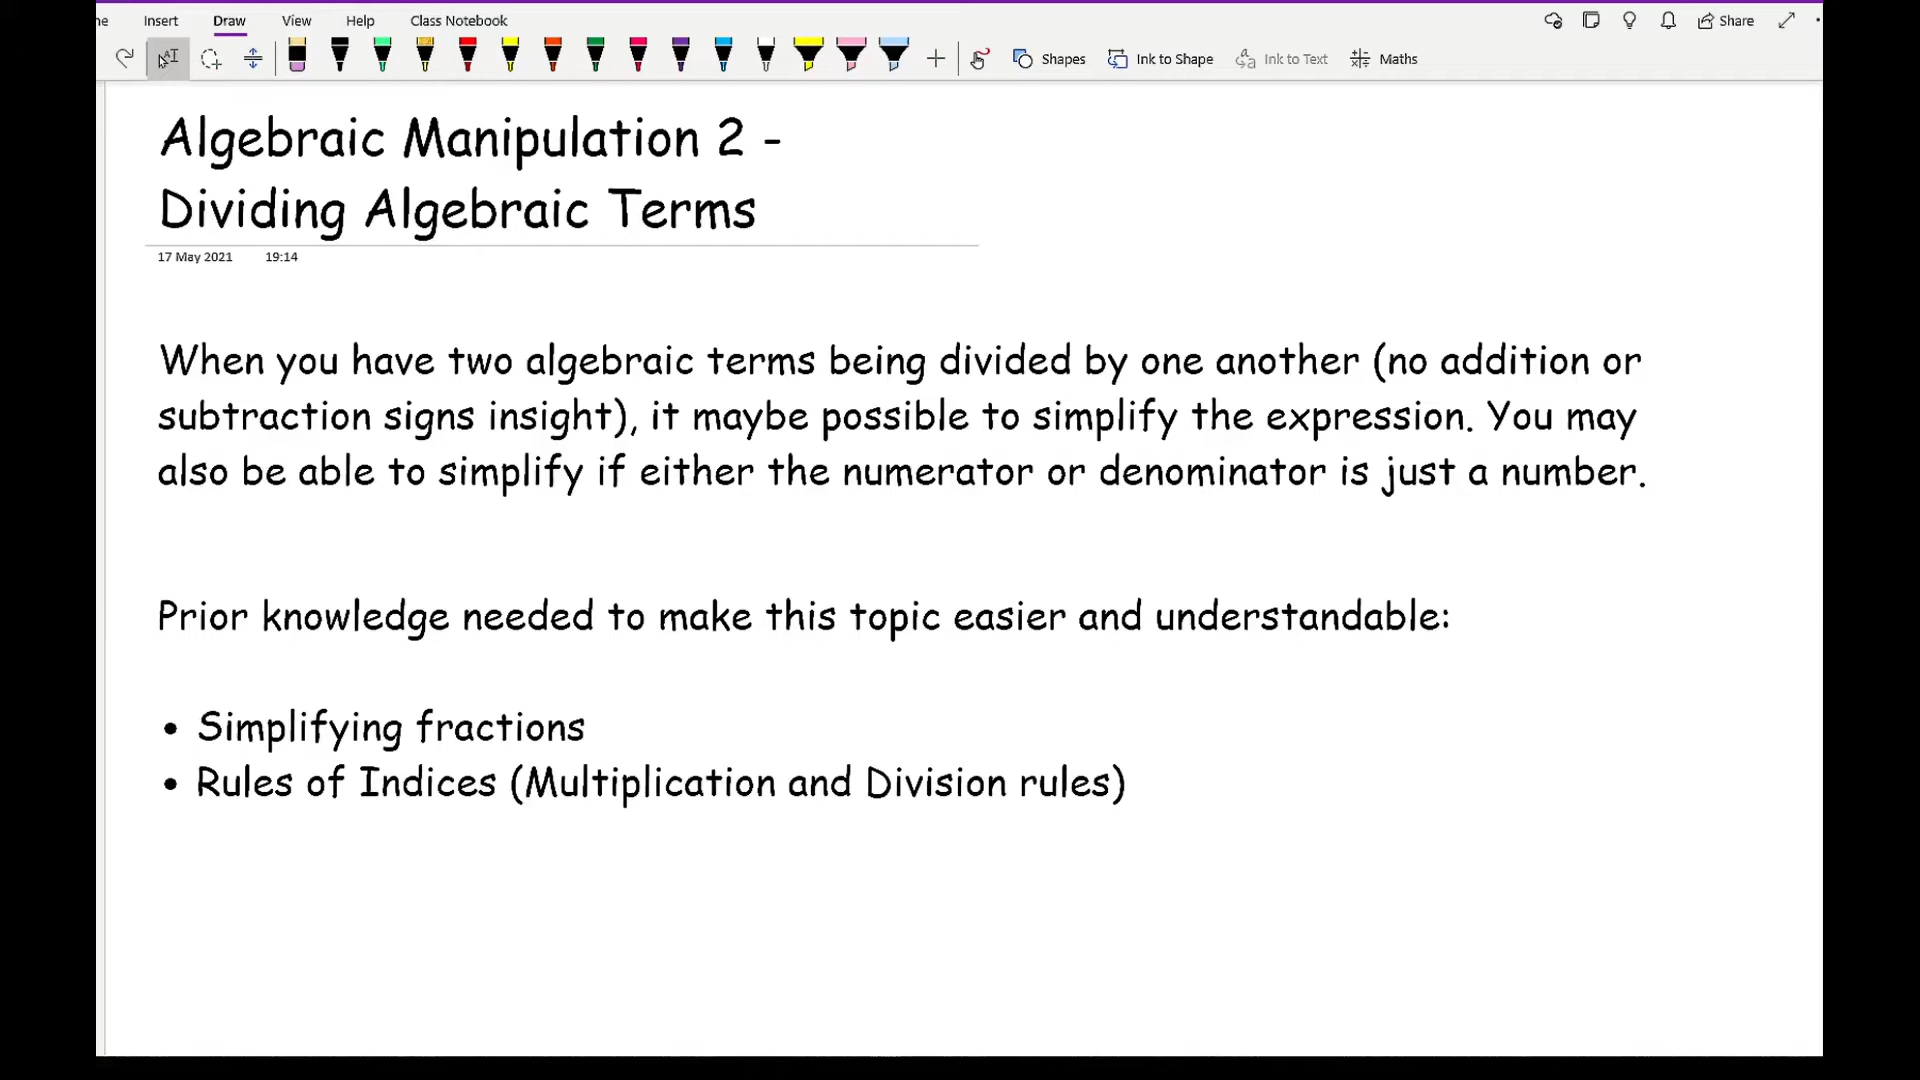 ne Insert Draw View Help Class Notebook Share
Shapes Ink to Shape Ink to Text Maths
Algebraic Manipulation 2 -
Dividing Algebraic Terms
17 May 2021 19:14
When you have two algebraic terms being divided by one another (no addition or
subtraction signs insight), it maybe possible to simplify the expression. You may
also be able to simplify if either the numerator or denominator is just a number.
Prior knowledge needed to make this topic easier and understandable:
• Simplifying fractions
• Rules of Indices (Multiplication and Division rules)